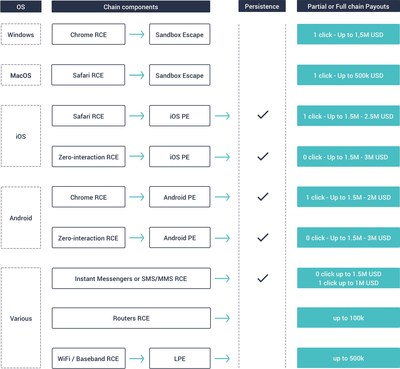 OS Chain components Persistence Partial or Full chain Payouts
Windows Chrome RCE Sandbox Escape 1 click - Up to 1,5M USD
MacOS Safari RCE Sandbox Escape 1 click - Up to 500k USD
iOS
Safari RCE iOS PE 1 click - Up to 1.5M - 2.5M USD
Zero-interaction RCE iOS PE 0 click - Up to 1.5M - 3M USD
Android
Chrome RCE Android PE 1 click - Up to 1.5M - 2M USD
Zero-interaction RCE Android PE 0 click - Up to 1.5M - 3M USD
Various
Instant Messengers or SMS/MMS RCE 0 click up to 1.5M USD
1 click up to 1M USD
Routers RCE up to 100k
WiFi / Baseband RCE LPE up to 500k